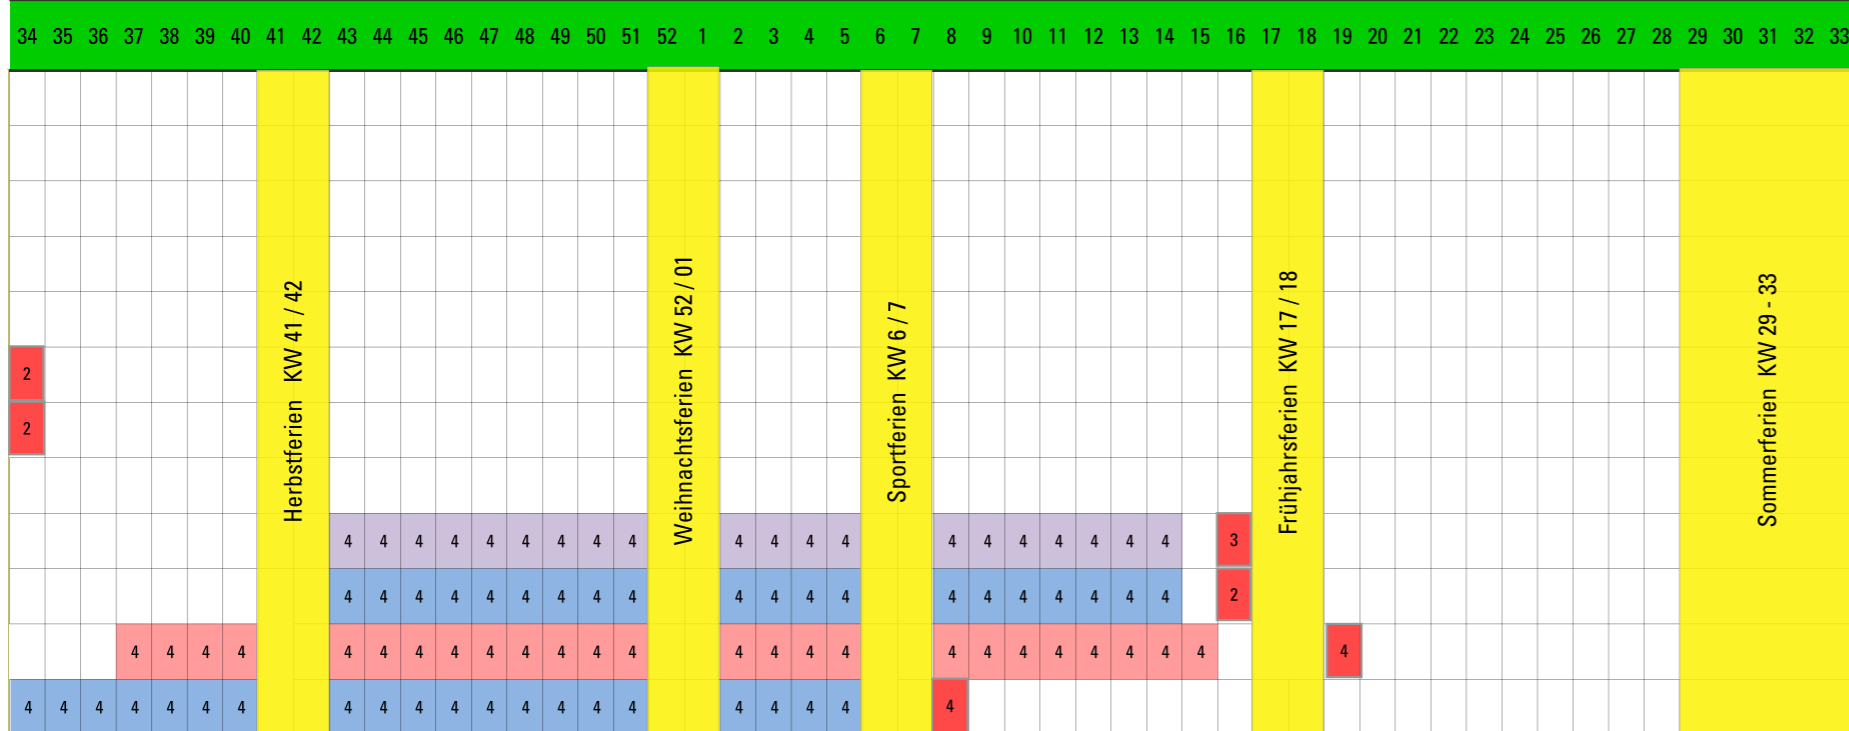 34 35 36 37 38 39 40 41 42 43 44 45 46 47 48 49 50 51 52 1 2 3 4 5 6 7 8 9 10 11 12 13 14 15 16 17 18 19 20 21 22 23 24 25 26 27 28 29 30 31 32 33
Herbstferien KW 41 / 42
Weihnachtsferien KW 52 / 01
Sportferien KW 6 / 7
Frühjahrsferien KW 17 / 18
Sommerferien KW 29 - 33
2
2
4 4 4 4 4 4 4 4 4 4 4 4 4 4 4 4 4 4 4 4 3
4 4 4 4 4 4 4 4 4 4 4 4 4 4 4 4 4 4 4 4 2
4 4 4 4 4 4 4 4 4 4 4 4 4 4 4 4 4 4 4 4 4 4 4 4 4 4
4 4 4 4 4 4 4 4 4 4 4 4 4 4 4 4 4 4 4 4 4